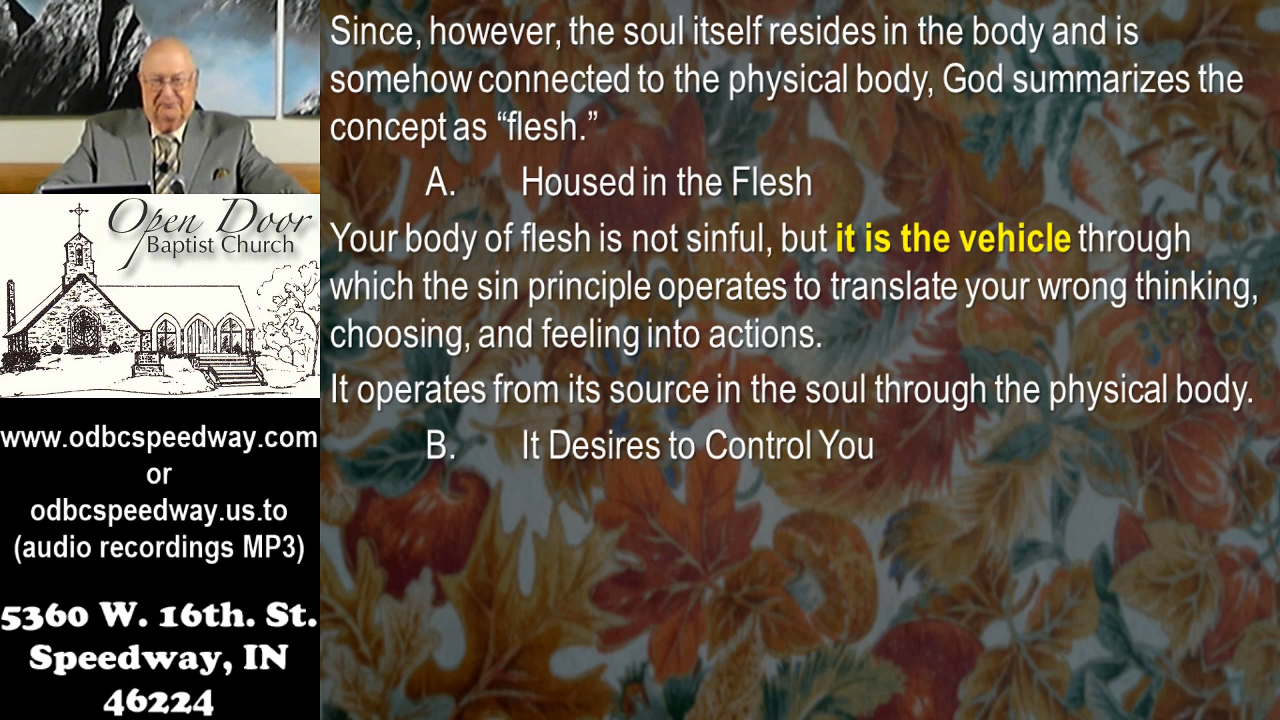 Since, however, the soul itself resides in the body and is
somehow connected to the physical body, God summarizes the
concept as “flesh.”
A. Housed in the Flesh
Your body of flesh is not sinful, but it is the vehicle through
which the sin principle operates to translate your wrong thinking,
choosing, and feeling into actions.
It operates from its source in the soul through the physical body.
B. It Desires to Control You
Open Door
Baptist Church
www.odbcspeedway.com
or
odbcspeedway.us.to
(audio recordings MP3)
5360 W. 16th. St.
Speedway, IN
46224